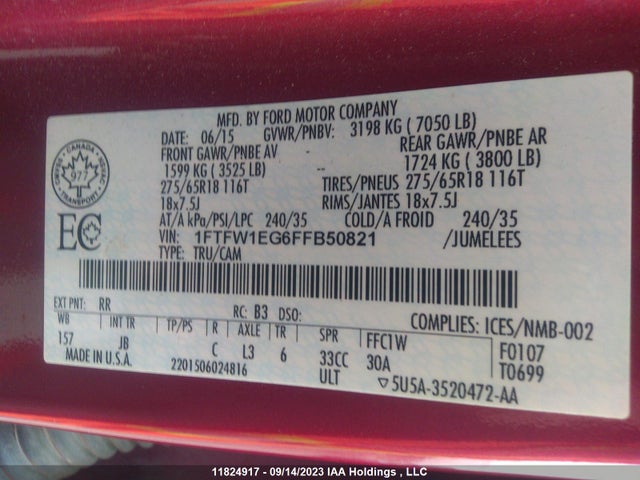 MFD. BY FORD MOTOR COMPANY
DATE: 06/15 GVWR/PNBV: 3198 KG ( 7050 LB)
FRONT GAWR/PNBE AV REAR GAWR/PNBE AR
1599 KG ( 3525 LB) -- 1724 KG ( 3800 LB)
275/65R18 116T TIRES/PNEUS 275/65R18 116T
18x7.5J RIMS/JANTES 18x7.5J
AT/A kPa/PSI/LPC 240/35 COLD/A FROID 240/35
VIN: 1FTFW1EG6FFB50821 /JUMELEES
TYPE: TRU/CAM
CANADA
977
EC
EXT PNT: RR RC: B3 DSO:
COMPLIES: ICES/NMB-002
WB INT TR TP/PS R AXLE TR SPR FFC1W F0107
157 JB C L3 6 33CC 30A T0699
MADE IN U.S.A. 2201506024816 ULT ▽5U5A-3520472-AA
11824917 - 09/14/2023 IAA Holdings , LLC